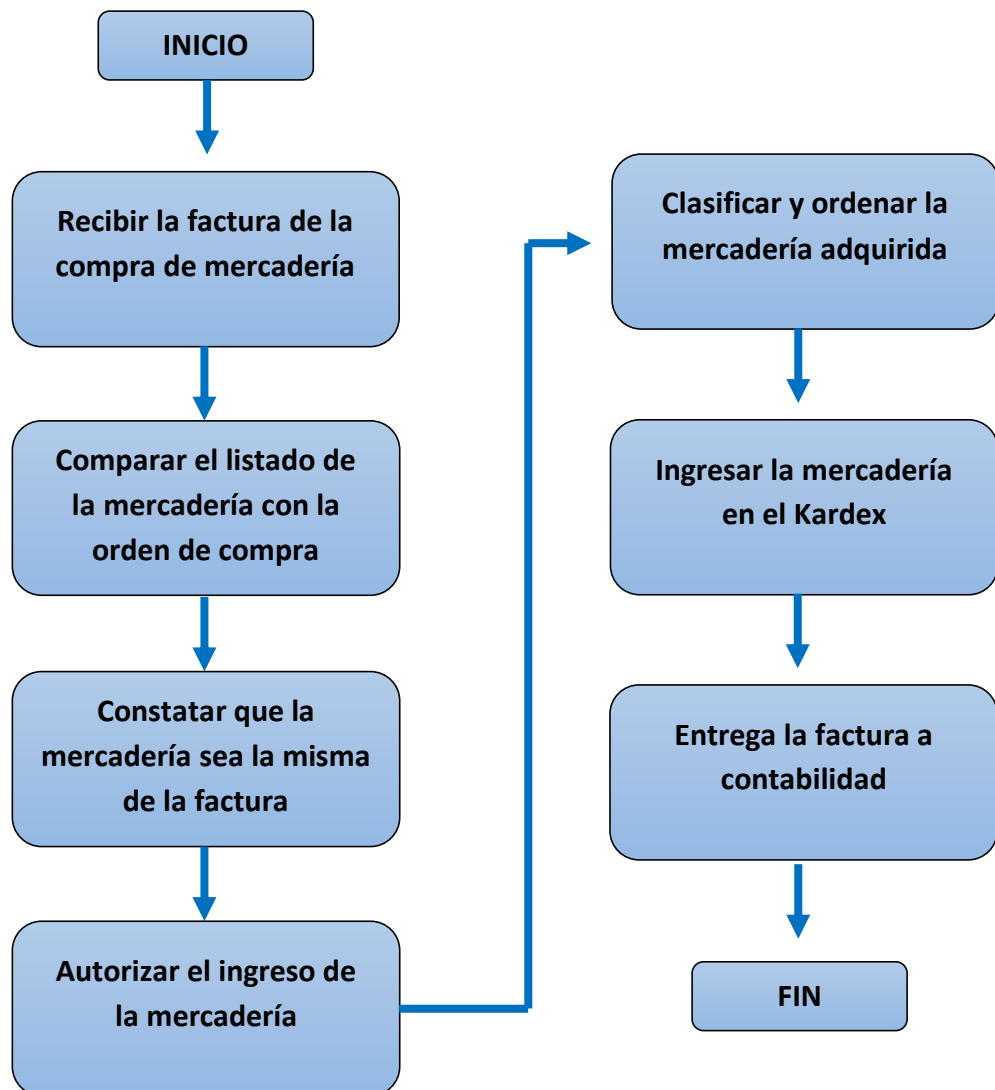 INICIO
Recibir la factura de la
compra de mercadería
Comparar el listado de
la mercadería con la
orden de compra
Constatar que la
mercadería sea la misma
de la factura
Autorizar el ingreso de
la mercadería
Clasificar y ordenar la
mercadería adquirida
Ingresar la mercadería
en el Kardex
Entrega la factura a
contabilidad
FIN